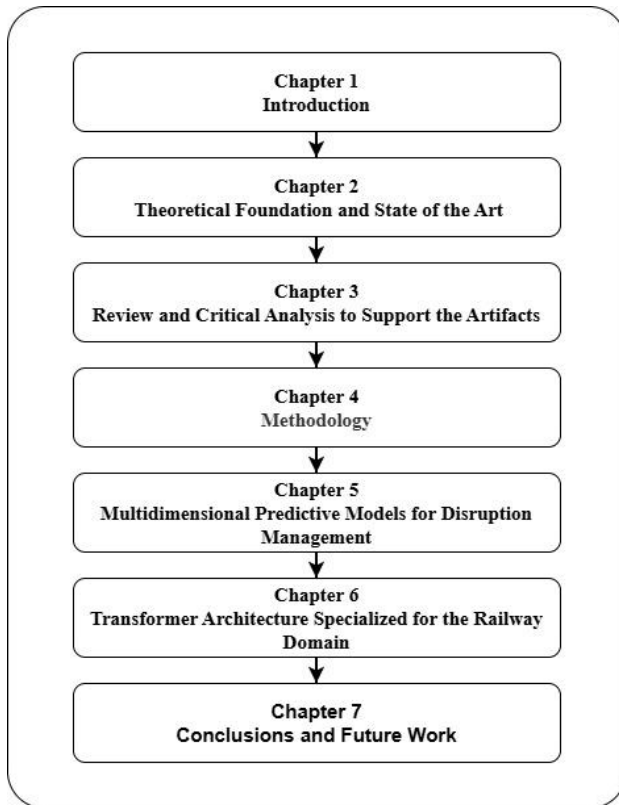 Chapter 1
Introduction
Chapter 2
Theoretical Foundation and State of the Art
Chapter 3
Review and Critical Analysis to Support the Artifacts
Chapter 4
Methodology
Chapter 5
Multidimensional Predictive Models for Disruption
Management
Chapter 6
Transformer Architecture Specialized for the Railway
Domain
Chapter 7
Conclusions and Future Work